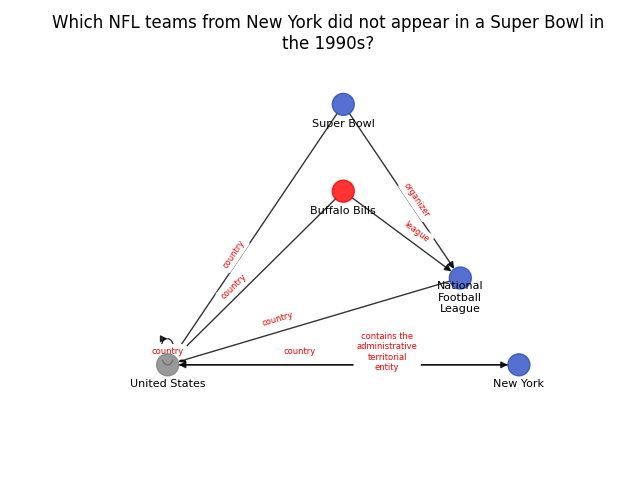 Which NFL teams from New York did not appear in a Super Bowl in
the 1990s?
Super Bowl
organizer
Buffalo Bills
league
country
country
National
Football
League
country
country
United States
country
contains the
administrative
territorial
entity
New York